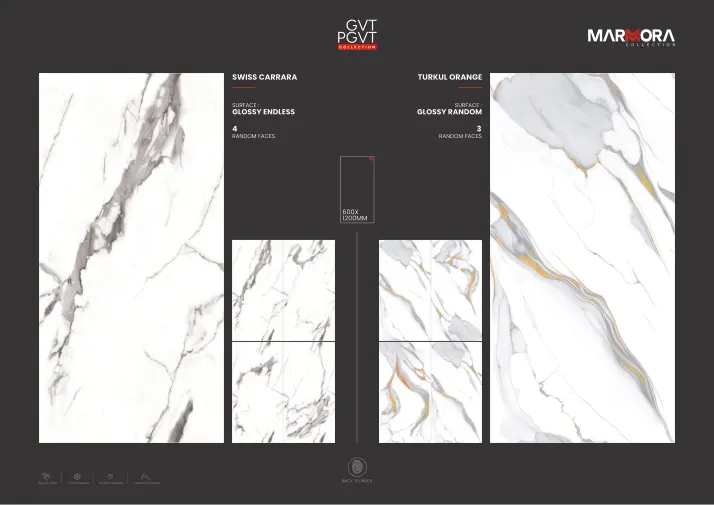 GVT
PGVT
COLLECTION
MARMORA
COLLECTION
SWISS CARRARA
SURFACE :
GLOSSY ENDLESS
4
RANDOM FACES
TURKUL ORANGE
SURFACE :
GLOSSY RANDOM
3
RANDOM FACES
600X
1200MM
BACK TO INDEX